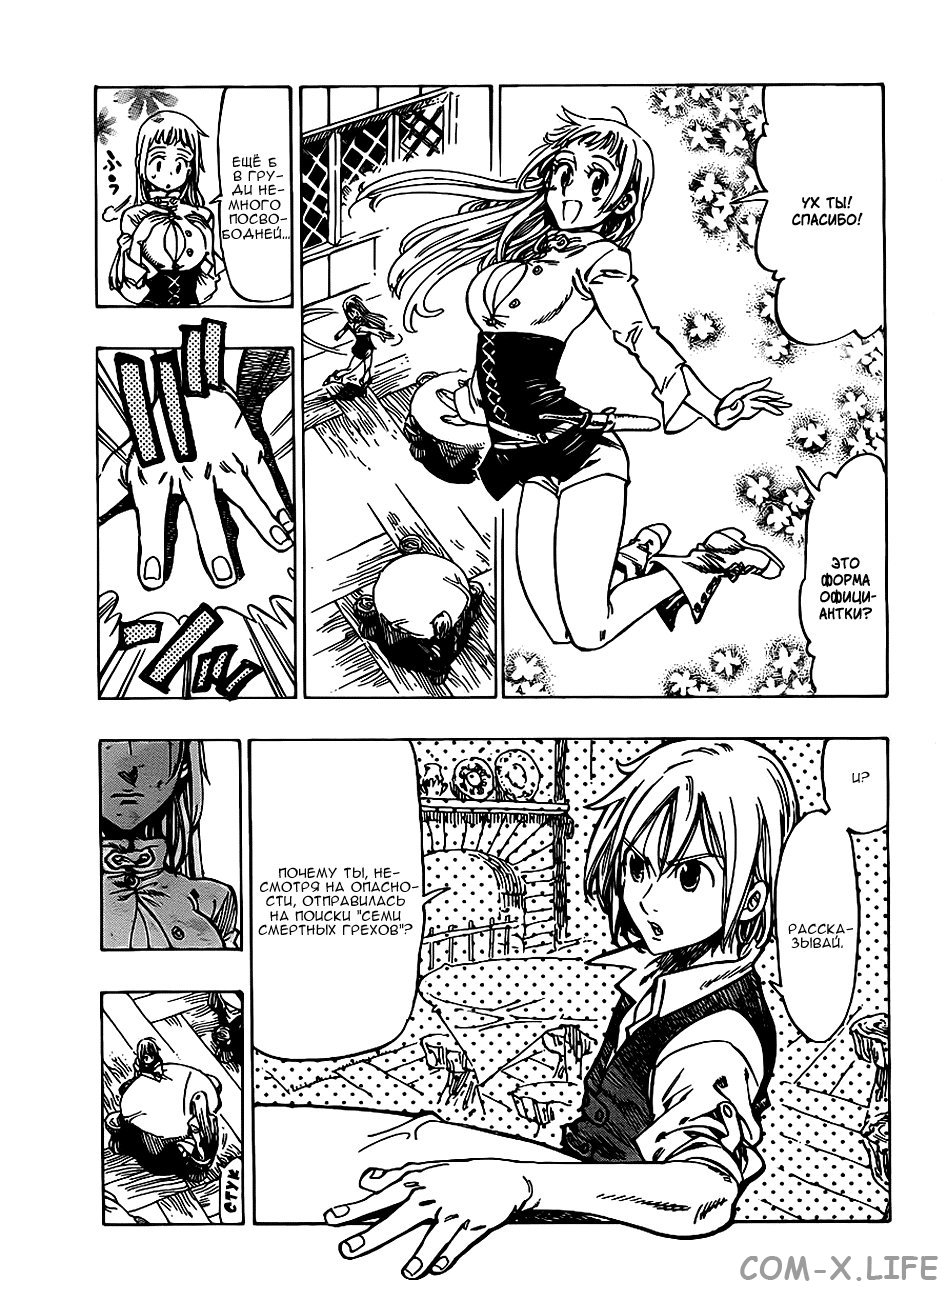 УХ ТЫ!
СПАСИБО!
ЭТО
ФОРМА
ОФИЦИ-
АНТКИ?
ЕЩЁ Б
В ГРУ-
ДИ НЕ-
МНОГО
ПОСВО-
БОДНЕЙ...
И?
РАССКА-
ЗЫВАЙ,
ПОЧЕМУ ТЫ, НЕ-
СМОТРЯ НА ОПАСНО-
СТИ, ОТПРАВИЛАСЬ
НА ПОИСКИ "СЕМИ
СМЕРТНЫХ ГРЕХОВ"?
СТУК
COM-X.LIFE